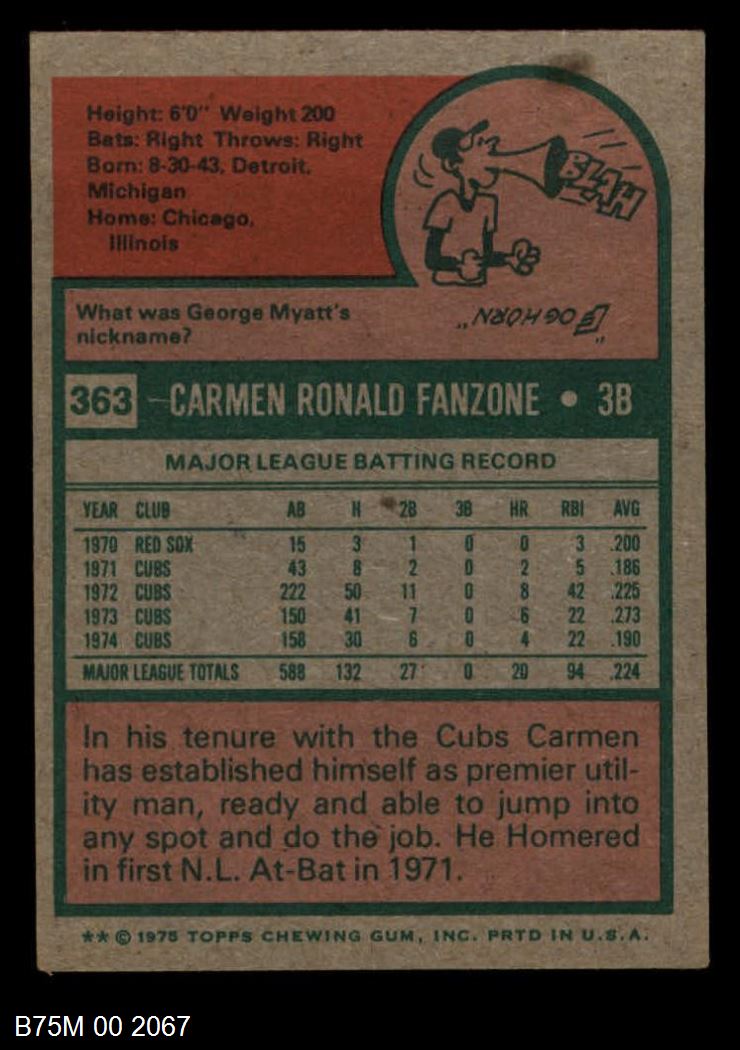 Height: 6'0" Weight 200
Bats: Right Throws: Right
Born: 8-30-43, Detroit,
Michigan
Home: Chicago,
Illinois
BLAH
What was George Myatt's
nickname?
"FOGHORN"
363 CARMEN RONALD FANZONE • 3B
MAJOR LEAGUE BATTING RECORD
YEAR CLUB AB H 2B 3B HR RBI AVG
1970 RED SOX 15 3 1 0 0 3 .200
1971 CUBS 43 8 2 0 2 5 .186
1972 CUBS 222 50 11 0 8 42 .225
1973 CUBS 150 41 7 0 6 22 .273
1974 CUBS 158 30 6 0 4 22 .190
MAJOR LEAGUE TOTALS 588 132 27 0 20 94 .224
In his tenure with the Cubs Carmen
has established himself as premier util-
ity man, ready and able to jump into
any spot and do the job. He Homered
in first N.L. At-Bat in 1971.
** © 1975 TOPPS CHEWING GUM, INC. PRTD IN U.S.A.
B75M 00 2067